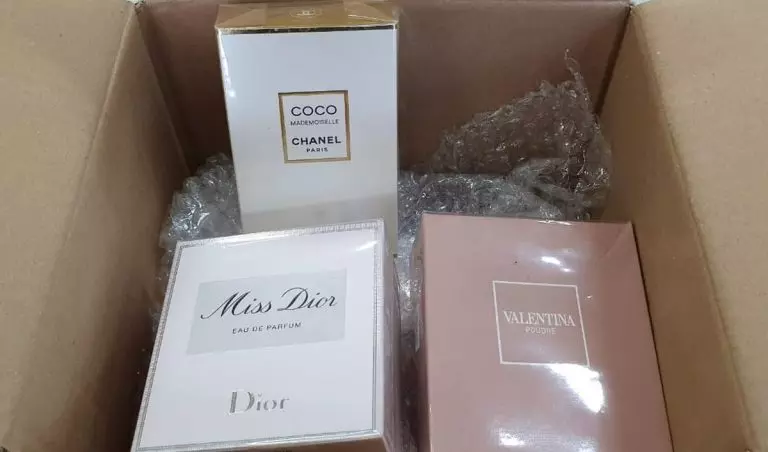 COCO
MADEMOISELLE
CHANEL
PARIS
Miss Dior
EAU DE PARFUM
Dior
VALENTINA
POUDRE